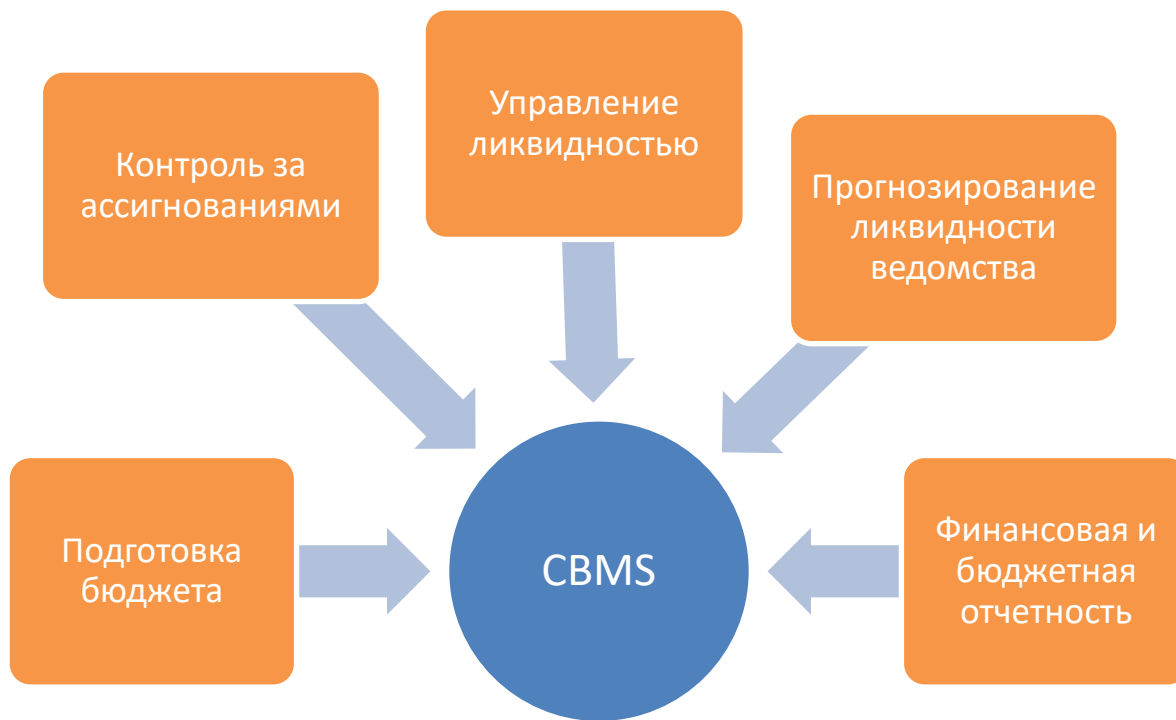 Управление
ликвидностью
Контроль за
ассигнованиями
Прогнозирование
ликвидности
ведомства
Подготовка
бюджета
CBMS
Финансовая и
бюджетная
отчетность